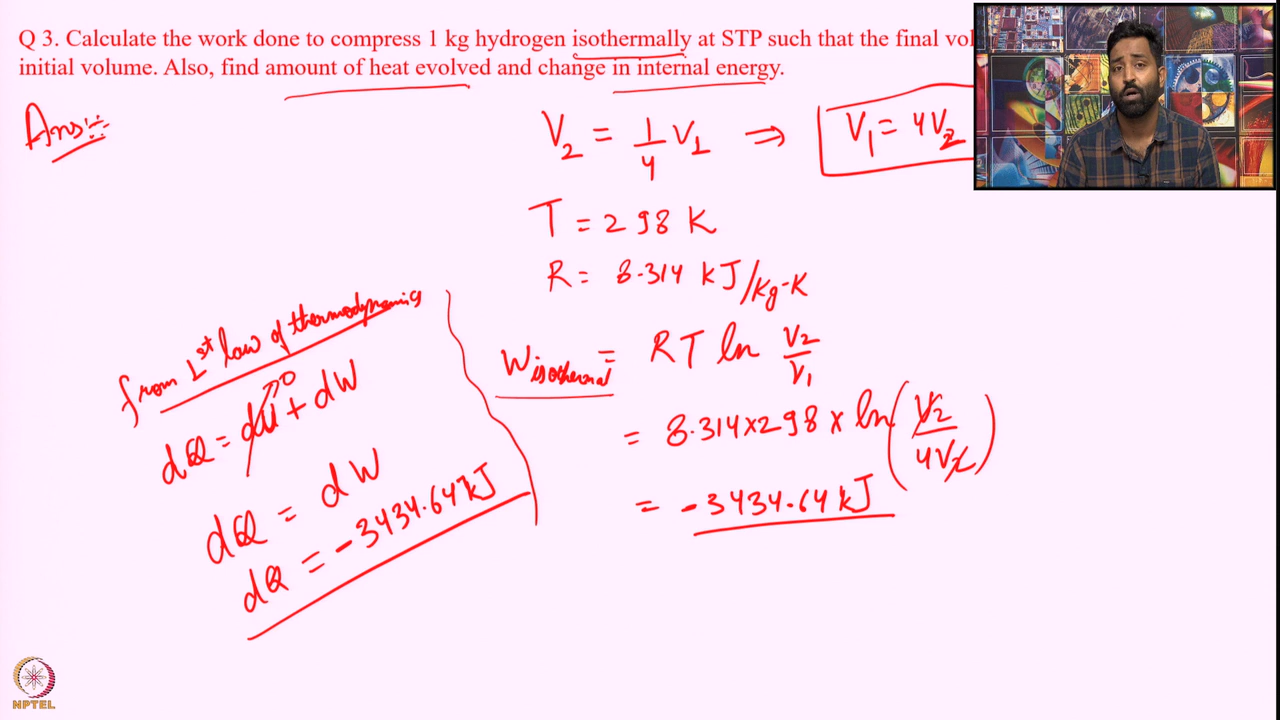 Q 3. Calculate the work done to compress 1 kg hydrogen isothermally at STP such that the final vol
initial volume. Also, find amount of heat evolved and change in internal energy.
Ans:-
V₂ = 1/4 V₁ ⇒ V₁ = 4V₂
T = 298 K
R = 8.314 kJ/kg-K
W isothermal = RT ln V₂/V₁
= 8.314 x 298 x ln(V₂/4V₂)
= -3434.64 kJ
from 1st law of thermodynamics
dQ = du⁰ + dW
dQ = dW
dQ = -3434.64 kJ
NPTEL